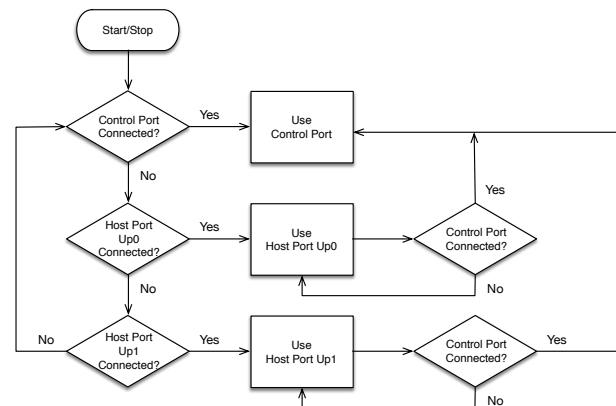 Start/Stop
Control Port
Connected?
Yes
Use
Control Port
No
Yes
Host Port
Up0
Connected?
Yes
Use
Host Port Up0
Control Port
Connected?
No
No
Host Port
Up1
Connected?
No
Yes
Use
Host Port Up1
Control Port
Connected?
Yes
No